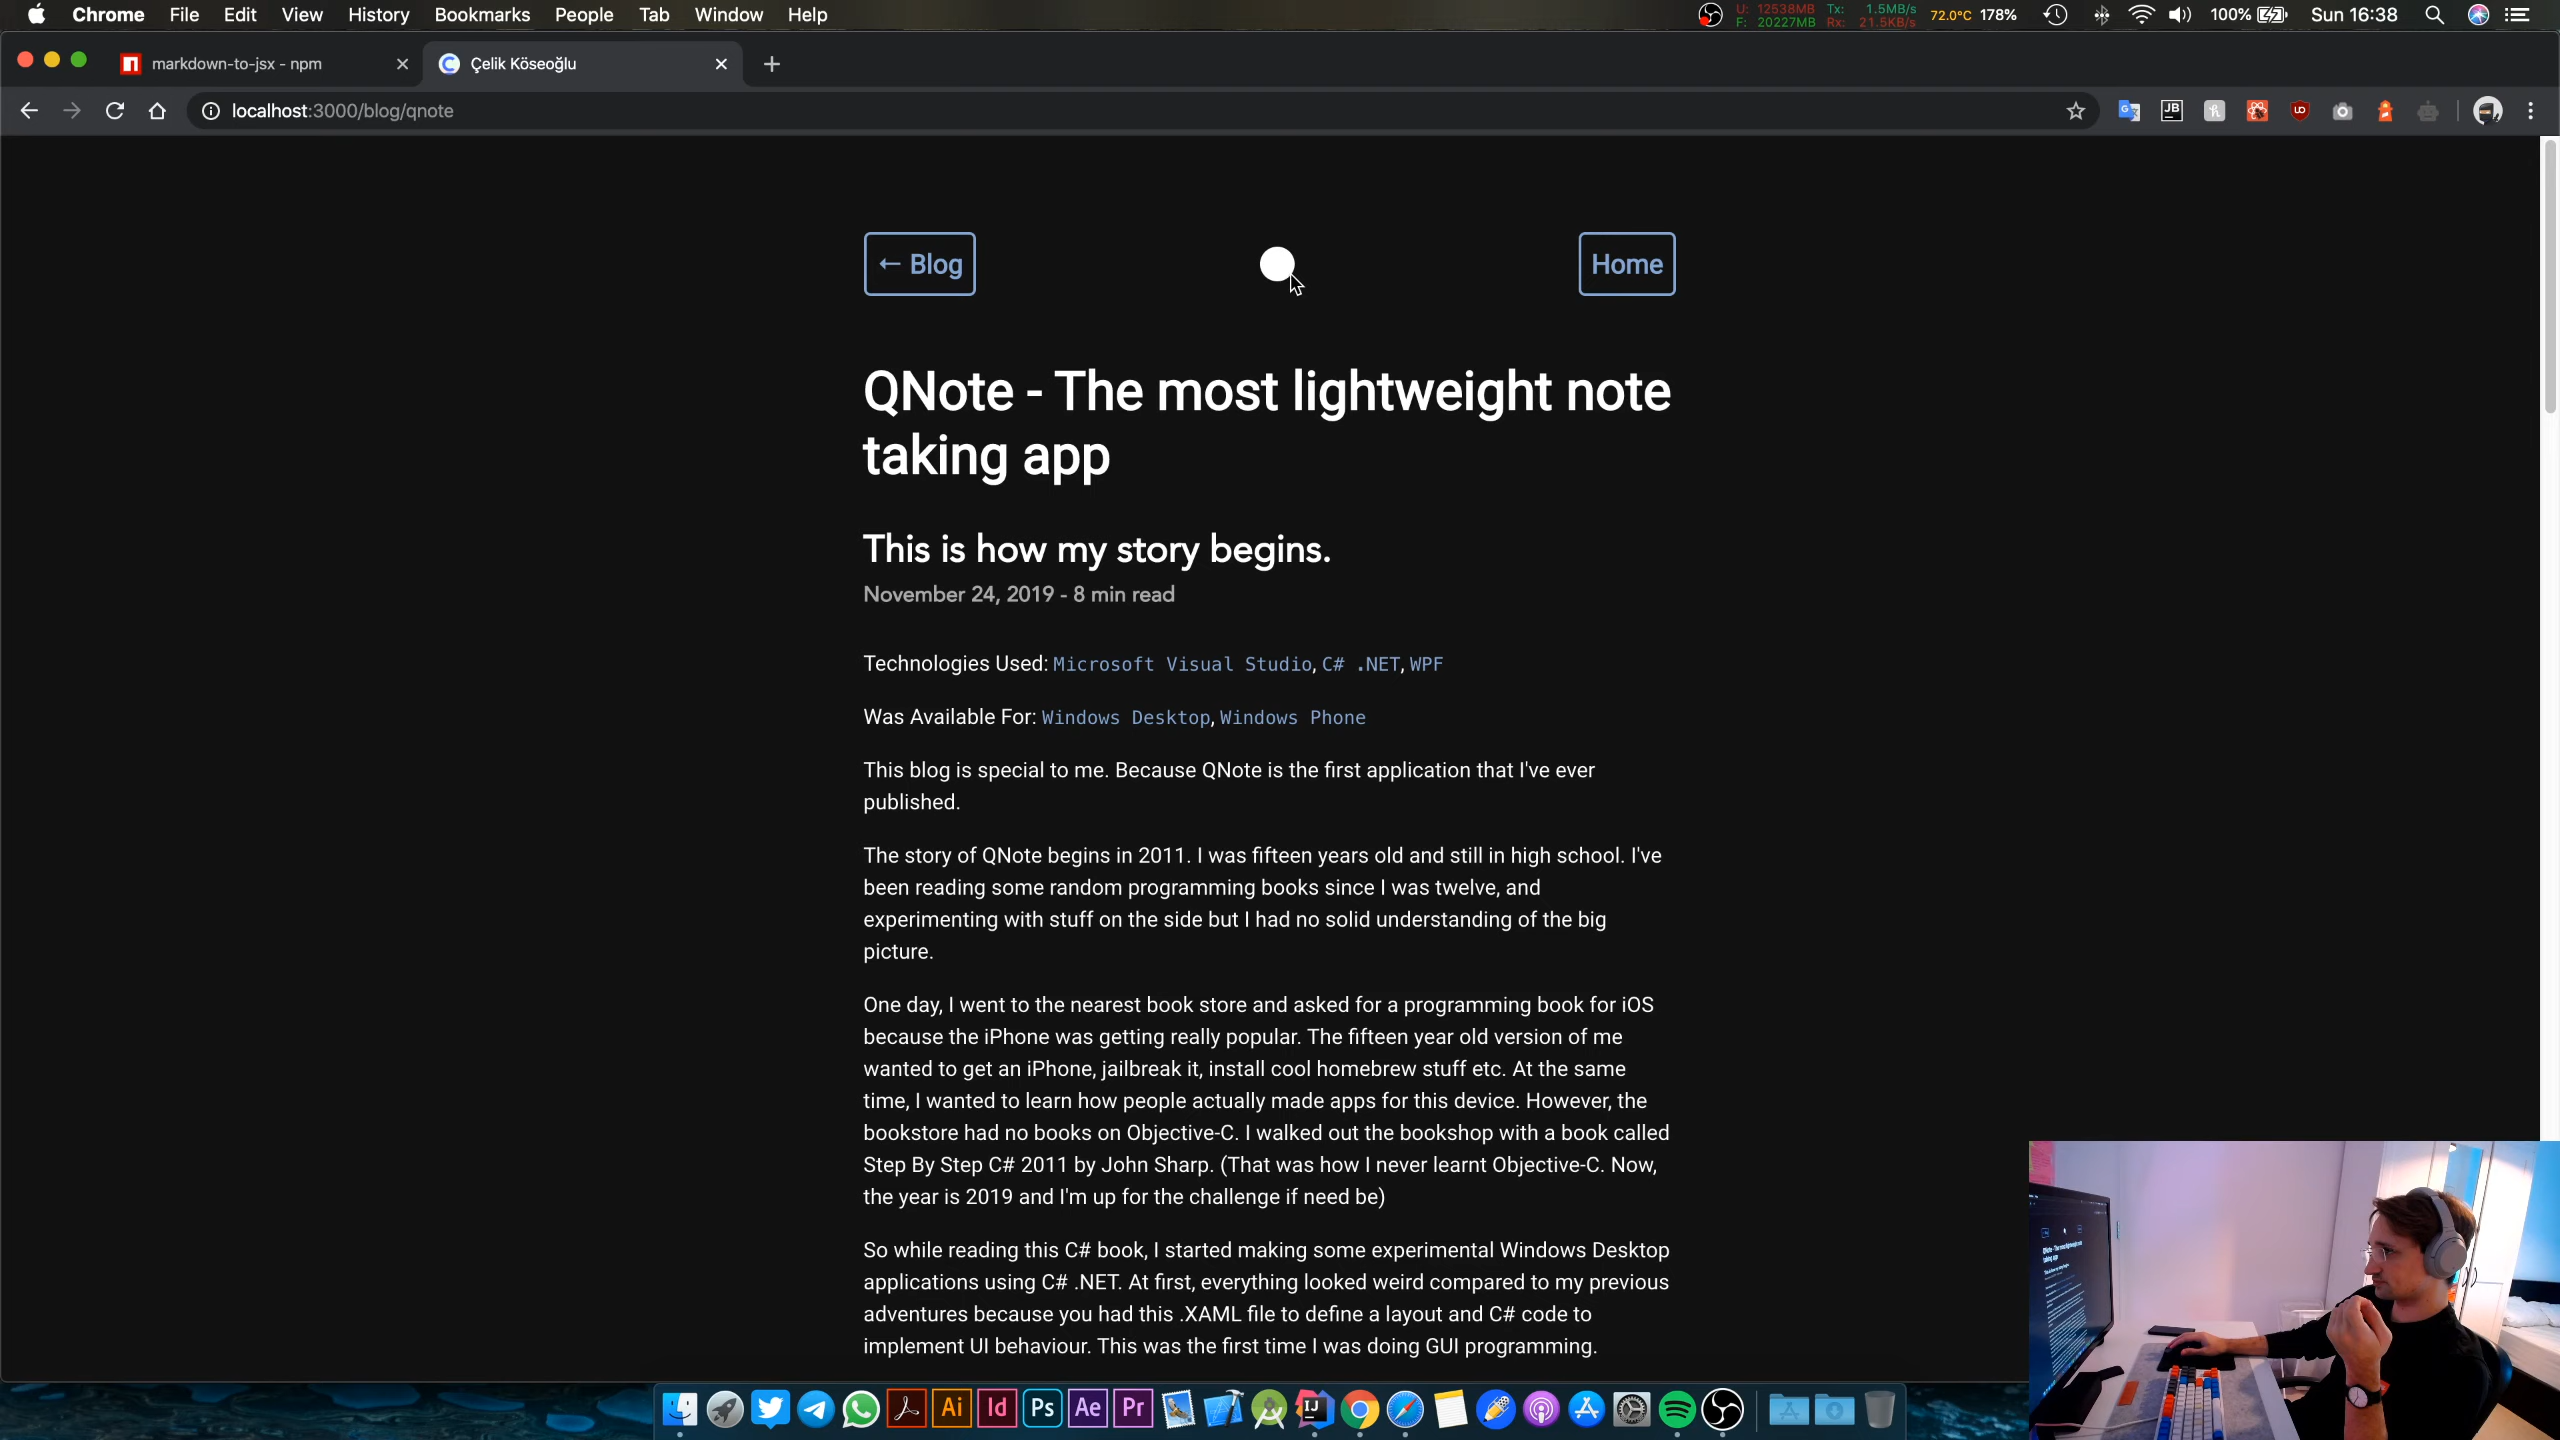 Chrome File Edit View History Bookmarks People Tab Window Help
U: 12538MB Tx: 1.5MB/s
F: 20227MB Rx: 21.5KB/s
72.0°C 178% 100% Sun 16:38
markdown-to-jsx - npm
Çelik Köseoğlu
localhost:3000/blog/qnote
JB
← Blog
Home
QNote - The most lightweight note
taking app
This is how my story begins.
November 24, 2019 - 8 min read
Technologies Used: Microsoft Visual Studio, C# .NET, WPF
Was Available For: Windows Desktop, Windows Phone
This blog is special to me. Because QNote is the first application that I've ever
published.
The story of QNote begins in 2011. I was fifteen years old and still in high school. I've
been reading some random programming books since I was twelve, and
experimenting with stuff on the side but I had no solid understanding of the big
picture.
One day, I went to the nearest book store and asked for a programming book for iOS
because the iPhone was getting really popular. The fifteen year old version of me
wanted to get an iPhone, jailbreak it, install cool homebrew stuff etc. At the same
time, I wanted to learn how people actually made apps for this device. However, the
bookstore had no books on Objective-C. I walked out the bookshop with a book called
Step By Step C# 2011 by John Sharp. (That was how I never learnt Objective-C. Now,
the year is 2019 and I'm up for the challenge if need be)
So while reading this C# book, I started making some experimental Windows Desktop
applications using C# .NET. At first, everything looked weird compared to my previous
adventures because you had this .XAML file to define a layout and C# code to
implement UI behaviour. This was the first time I was doing GUI programming.
Ai Id Ps Ae Pr IJ